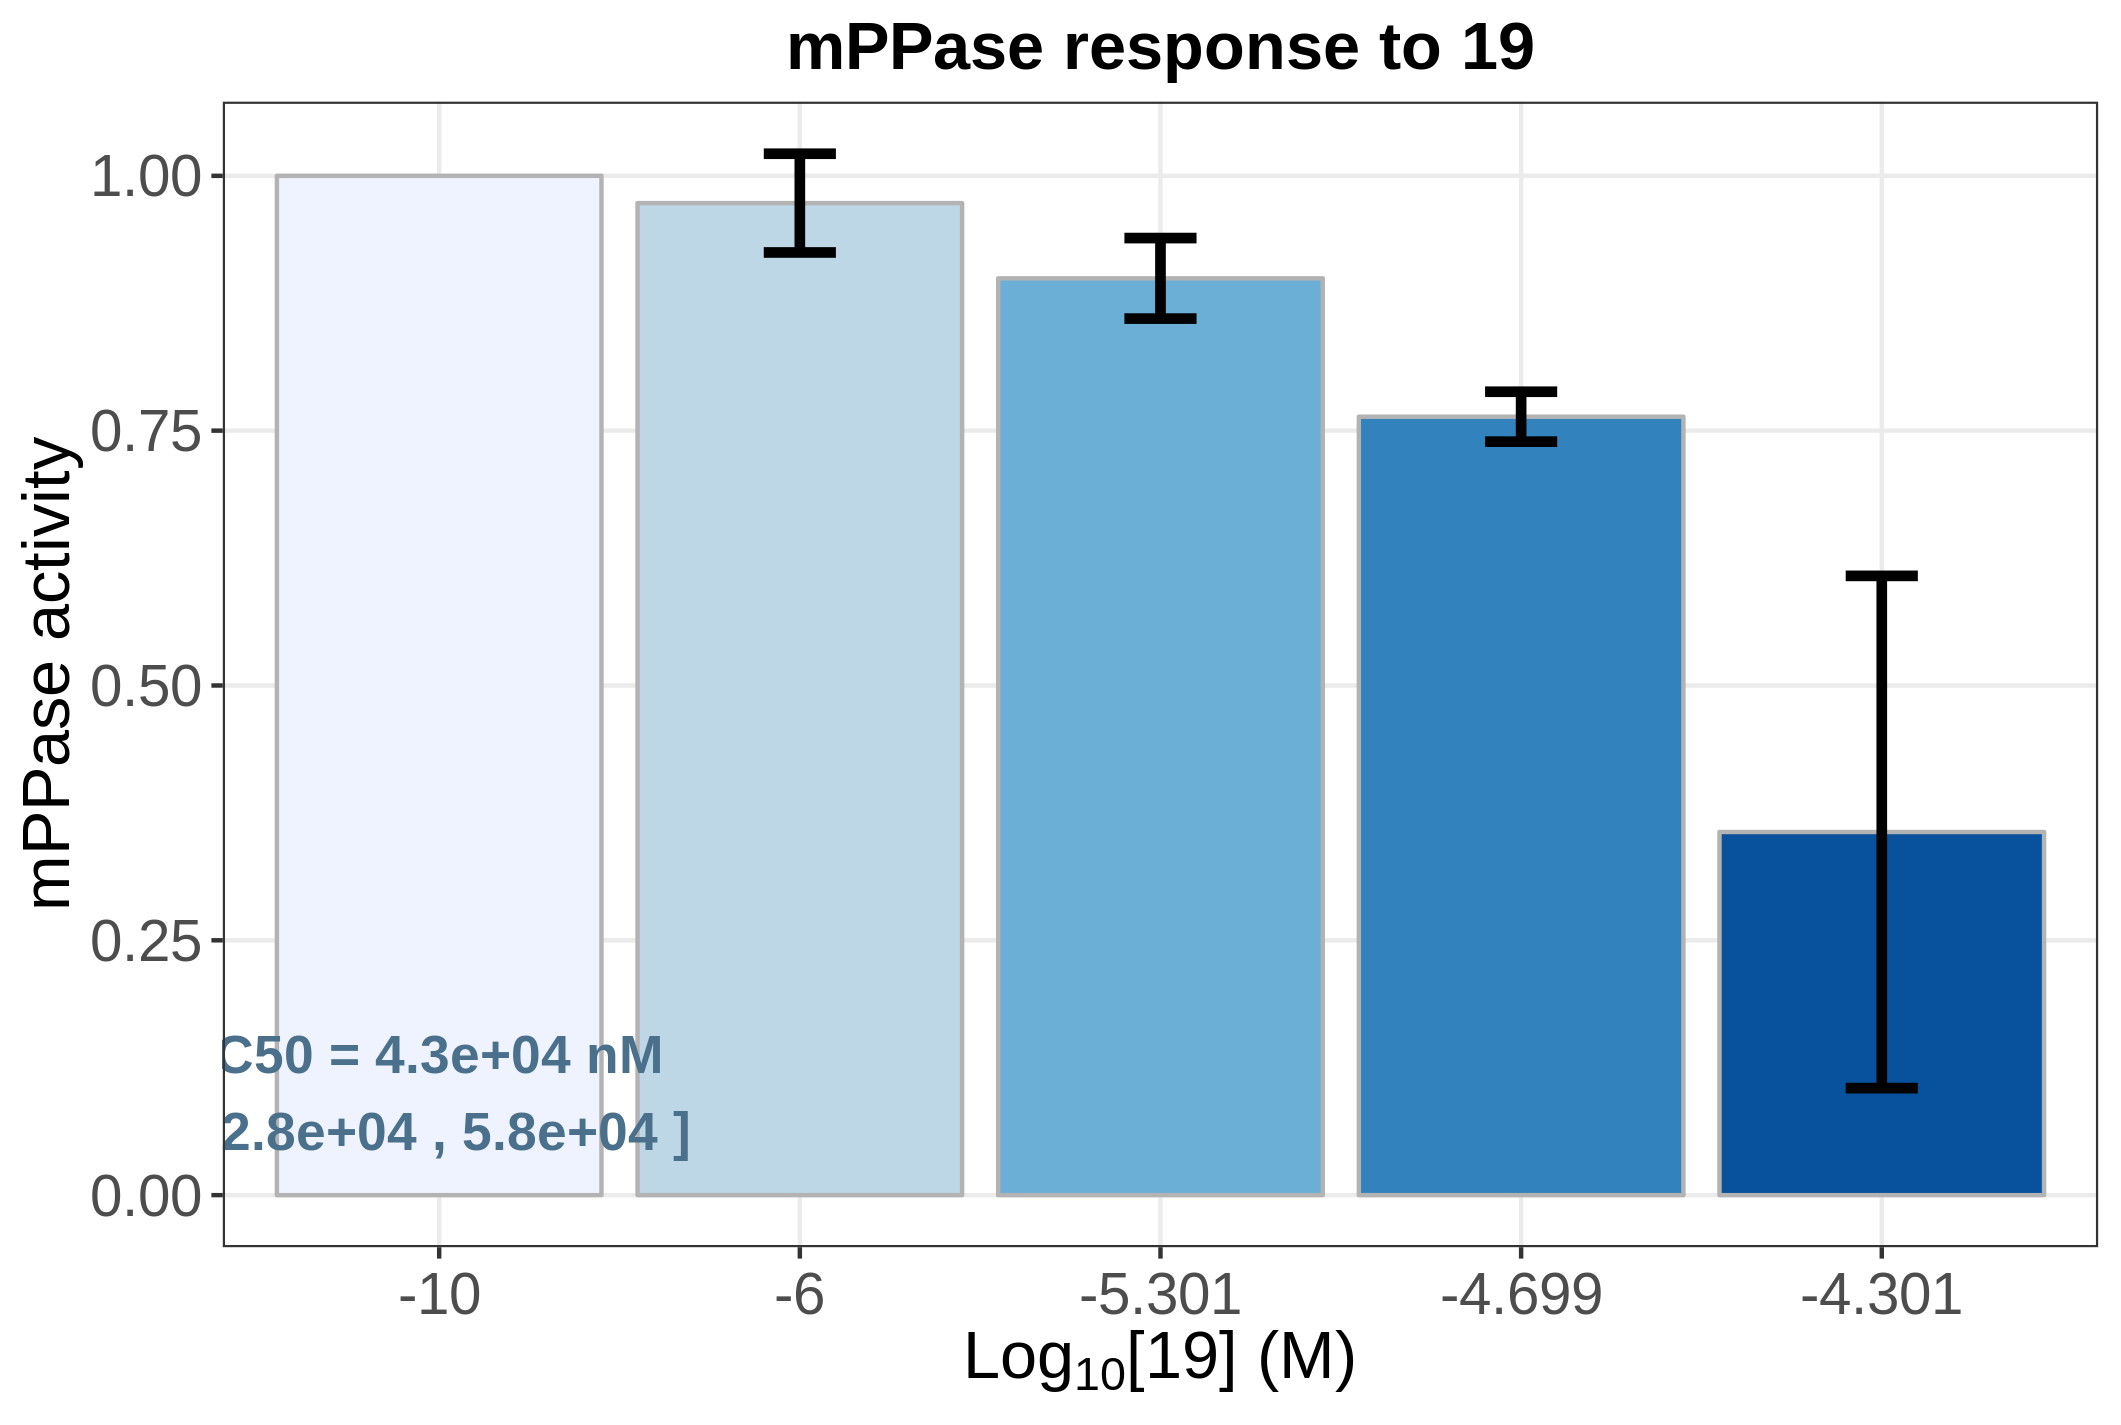 mPPase response to 19
mPPase activity
1.00
0.75
0.50
0.25
0.00
C50 = 4.3e+04 nM
2.8e+04 , 5.8e+04 ]
-10
-6
-5.301
-4.699
-4.301
Log10[19] (M)